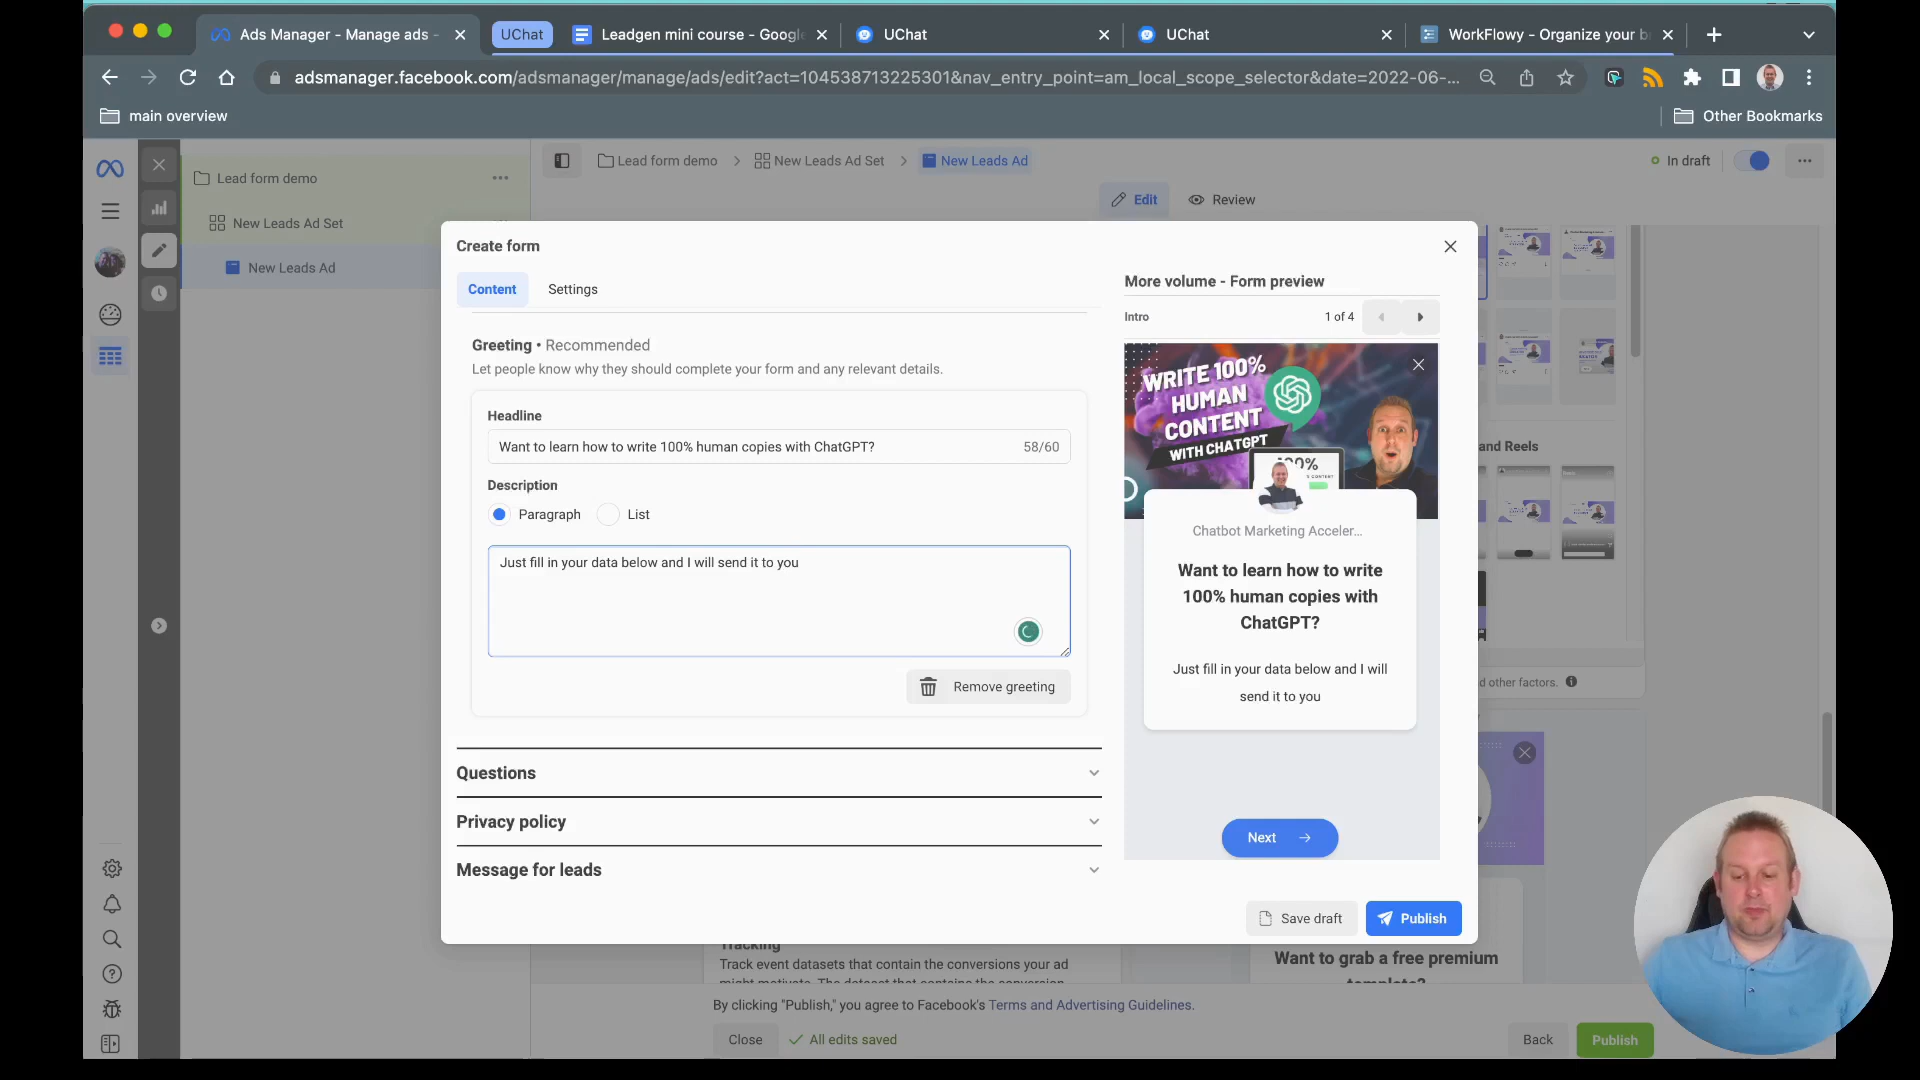 Ads Manager - Manage ads -
UChat
Leadgen mini course - Google
UChat
UChat
WorkFlowy - Organize your b
adsmanager.facebook.com/adsmanager/manage/ads/edit?act=104538713225301&nav_entry_point=am_local_scope_selector&date=2022-06-...
main overview
Other Bookmarks
Lead form demo
New Leads Ad Set
New Leads Ad
Lead form demo
New Leads Ad Set
New Leads Ad
In draft
Edit
Review
Create form
Content
Settings
Greeting • Recommended
Let people know why they should complete your form and any relevant details.
Headline
Want to learn how to write 100% human copies with ChatGPT?
58/60
Description
Paragraph
List
Just fill in your data below and I will send it to you
Remove greeting
Questions
Privacy policy
Message for leads
More volume - Form preview
Intro
1 of 4
WRITE 100%
HUMAN
CONTENT
WITH CHATGPT
100%
CONTENT
Chatbot Marketing Acceler...
Want to learn how to write
100% human copies with
ChatGPT?
Just fill in your data below and I will
send it to you
Next
Save draft
Publish
and Reels
other factors.
Tracking
Track event datasets that contain the conversions your ad
might motivate. The dataset that contains the conversion
Want to grab a free premium
template?
By clicking "Publish," you agree to Facebook's Terms and Advertising Guidelines.
Close
All edits saved
Back
Publish